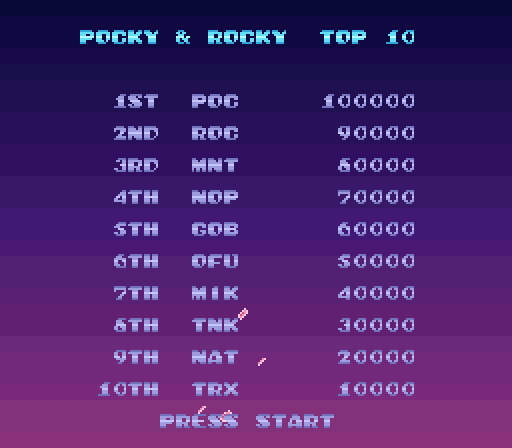 POCKY & ROCKY TOP 10
1ST POC 100000
2ND ROC 90000
3RD MNT 80000
4TH NOP 70000
5TH GOB 60000
6TH OFU 50000
7TH MIK 40000
8TH TNK 30000
9TH NAT 20000
10TH TRX 10000
PRESS START